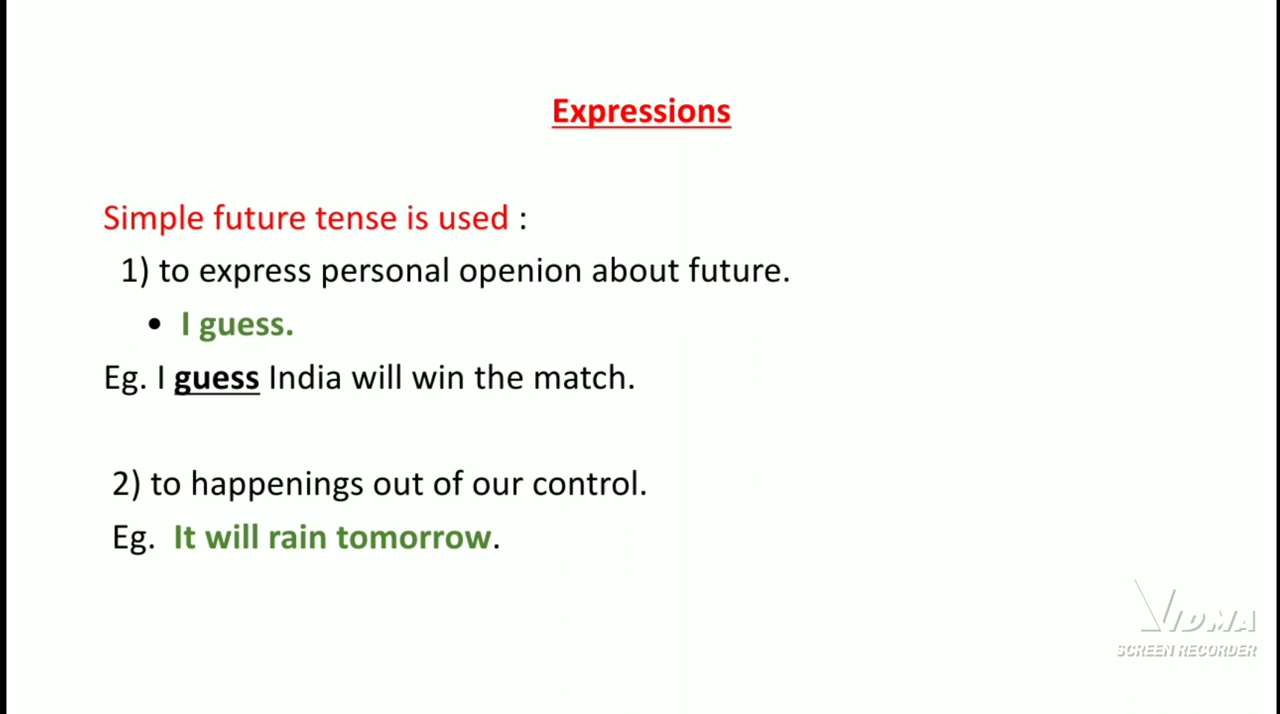 Expressions
Simple future tense is used :
1) to express personal openion about future.
• I guess.
Eg. I guess India will win the match.
2) to happenings out of our control.
Eg. It will rain tomorrow.
VIDMA
SCREEN RECORDER